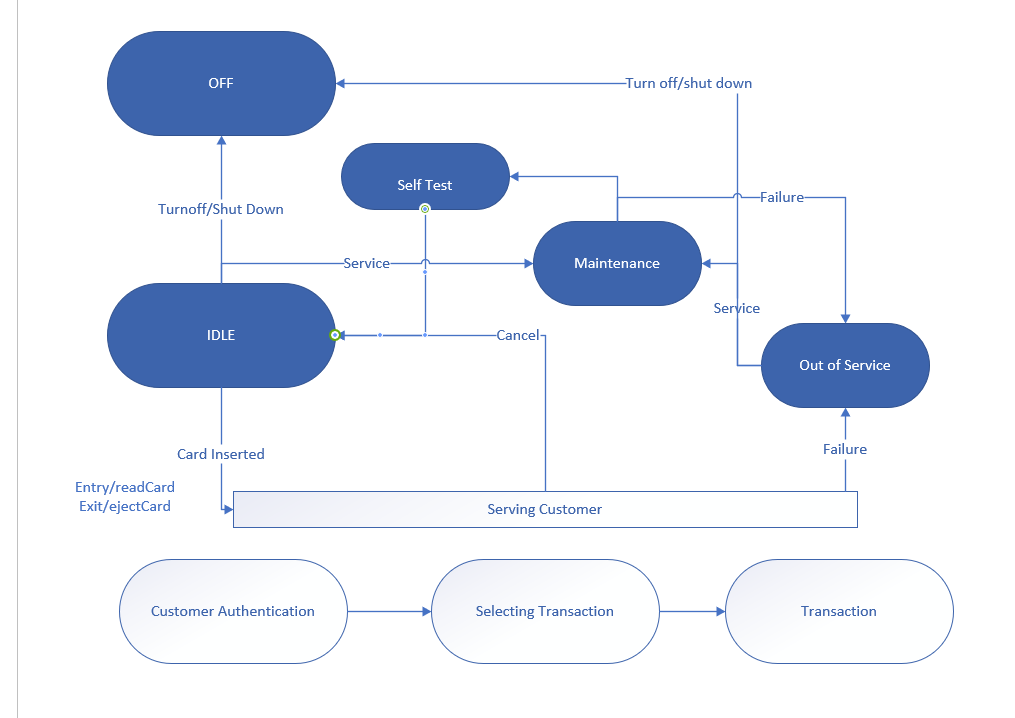 OFF
Turn off/shut down
Self Test
Failure
Turnoff/Shut Down
Service
Maintenance
Service
IDLE
Cancel
Out of Service
Card Inserted
Failure
Entry/readCard
Exit/ejectCard
Serving Customer
Customer Authentication
Selecting Transaction
Transaction